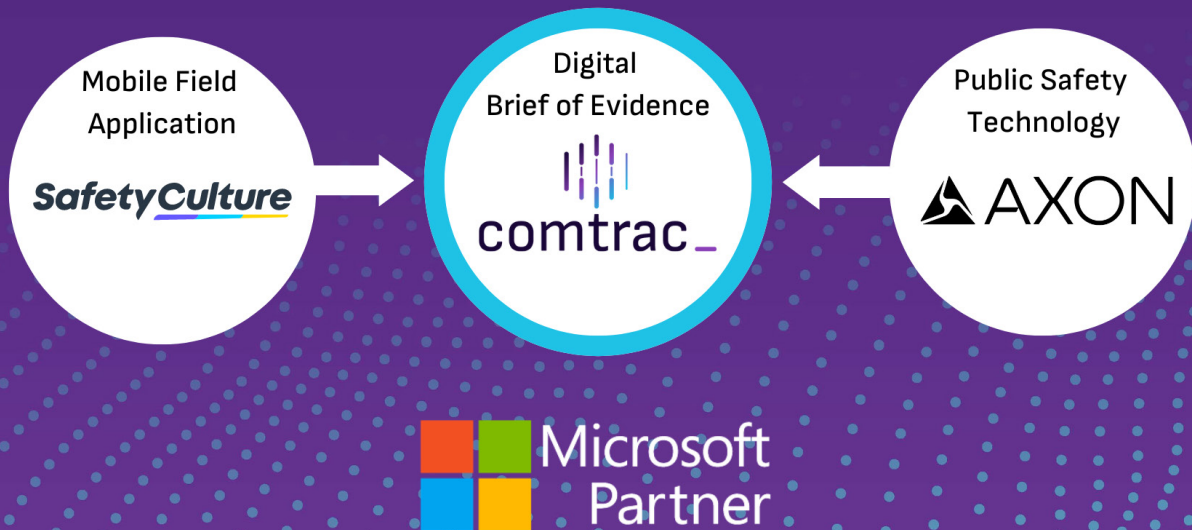 Mobile Field
Application
SafetyCulture
Digital
Brief of Evidence
comtrac_
Public Safety
Technology
AXON
Microsoft
Partner